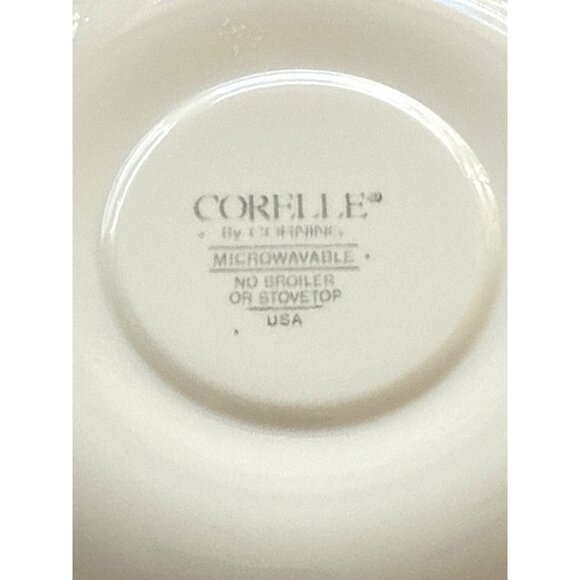 CORELLE®
By CORNING
MICROWAVABLE
NO BROILER
OR STOVETOP
USA